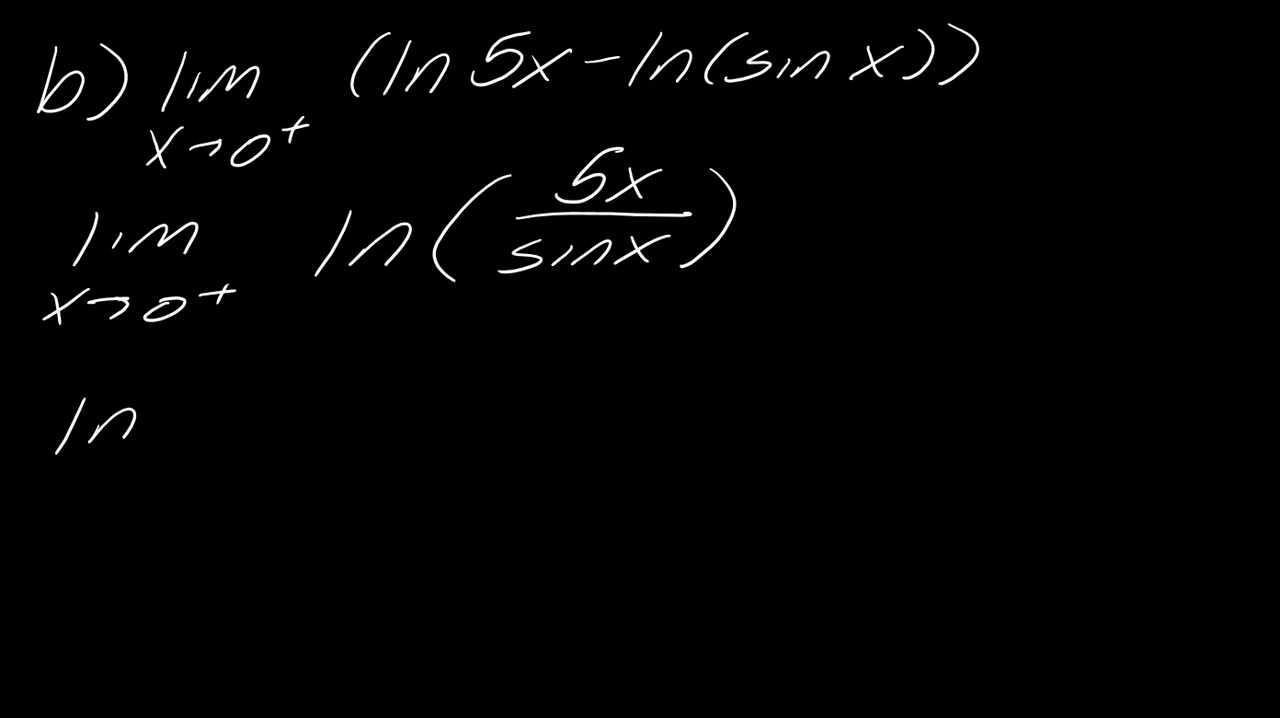 b) lim x→0⁺ (ln 5x − ln(sin x))
lim x→0⁺ ln(5x/sinx)
ln